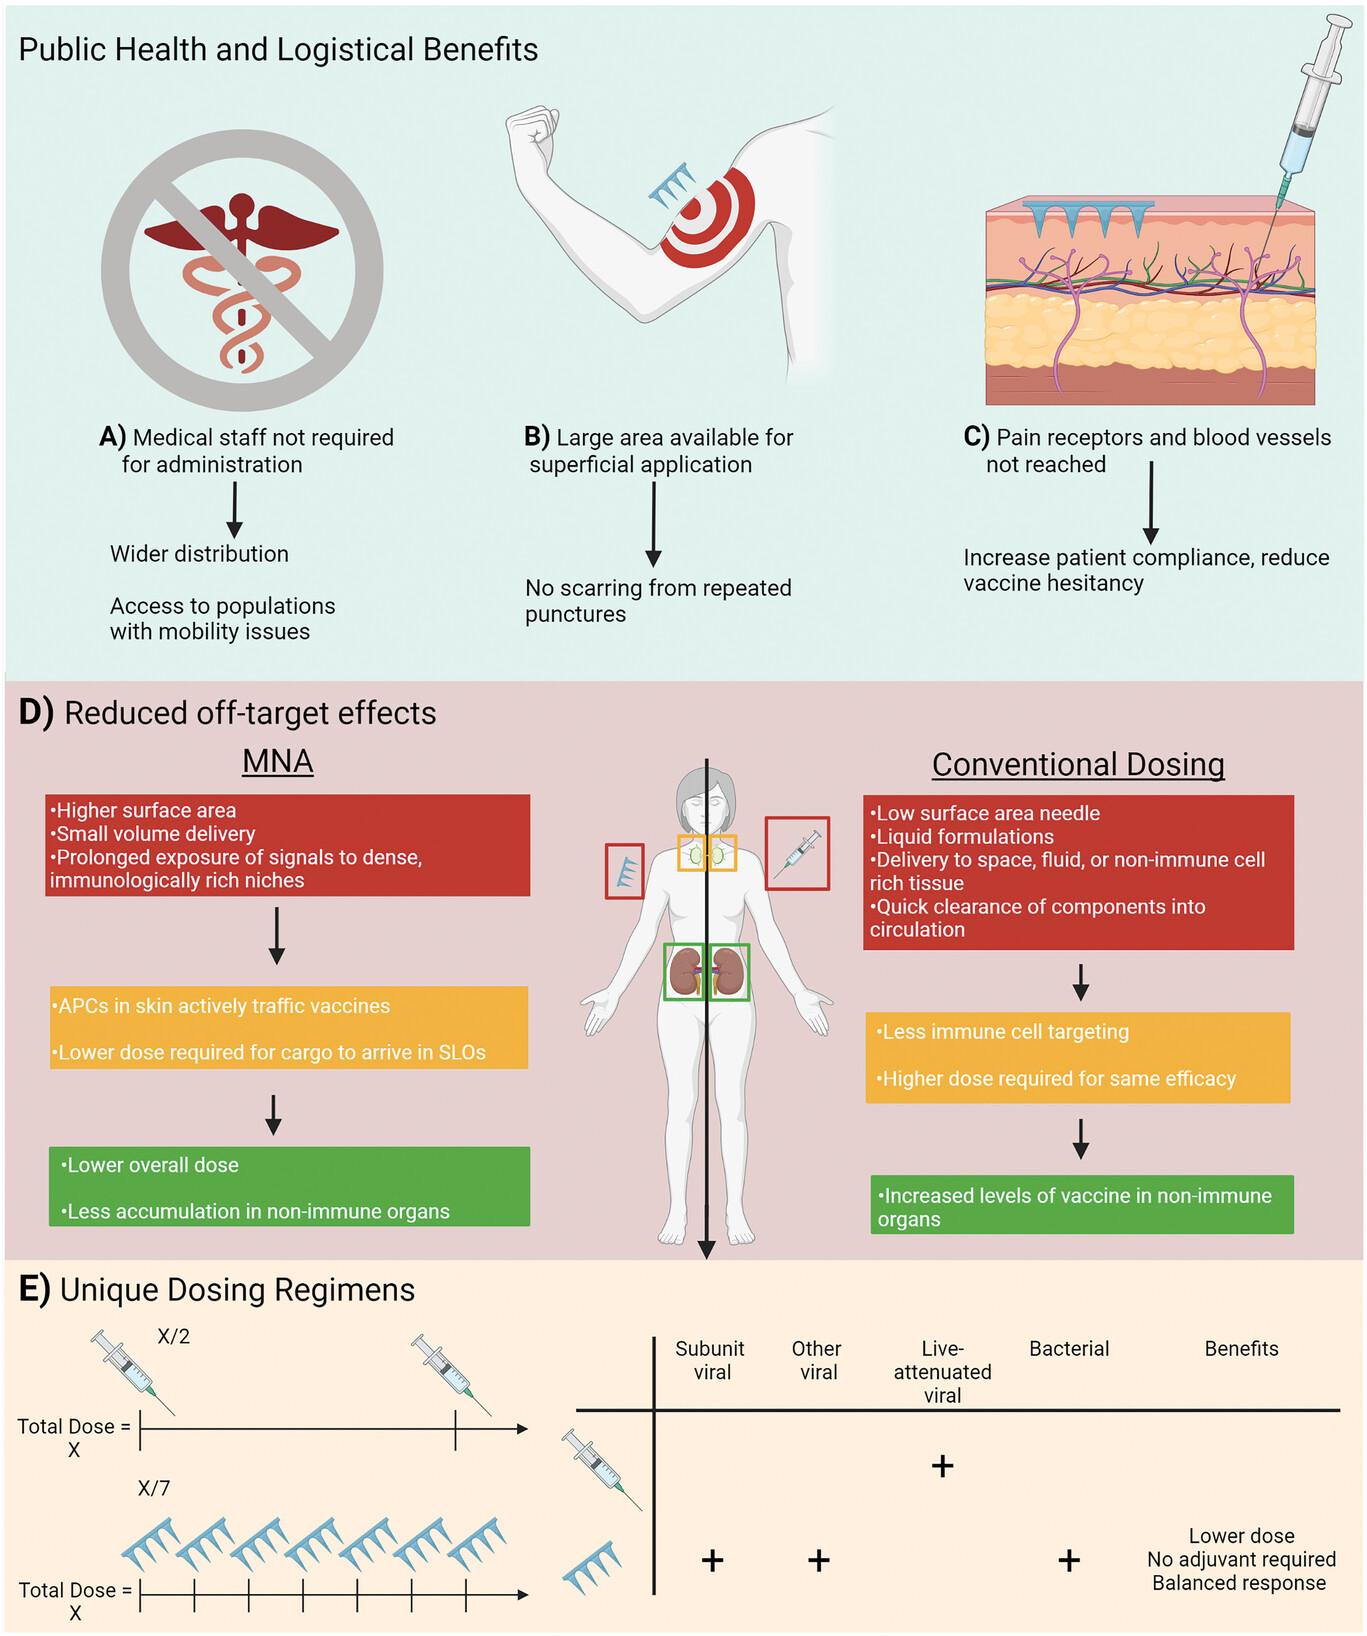 Public Health and Logistical Benefits
A) Medical staff not required
for administration
Wider distribution
Access to populations
with mobility issues
B) Large area available for
superficial application
No scarring from repeated
punctures
C) Pain receptors and blood vessels
not reached
Increase patient compliance, reduce
vaccine hesitancy
D) Reduced off-target effects
MNA
•Higher surface area
•Small volume delivery
•Prolonged exposure of signals to dense,
immunologically rich niches
•APCs in skin actively traffic vaccines
•Lower dose required for cargo to arrive in SLOs
•Lower overall dose
•Less accumulation in non-immune organs
Conventional Dosing
•Low surface area needle
•Liquid formulations
•Delivery to space, fluid, or non-immune cell
rich tissue
•Quick clearance of components into
circulation
•Less immune cell targeting
•Higher dose required for same efficacy
•Increased levels of vaccine in non-immune
organs
E) Unique Dosing Regimens
X/2
Total Dose =
X
X/7
Total Dose =
X
Subunit
viral
Other
viral
Live-
attenuated
viral
Bacterial
Benefits
+
+ + +
Lower dose
No adjuvant required
Balanced response